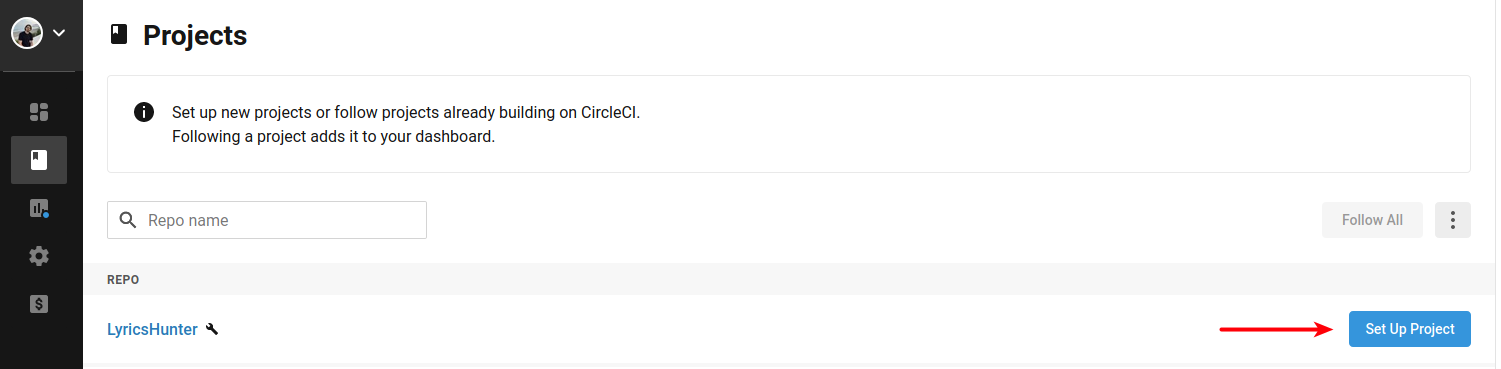 Projects
Set up new projects or follow projects already building on CircleCI.
Following a project adds it to your dashboard.
Repo name
Follow All
REPO
LyricsHunter
Set Up Project